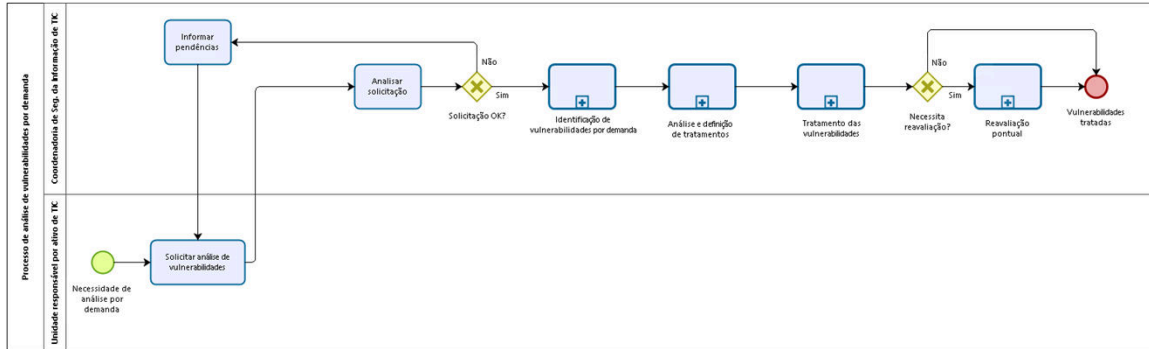 Processo de análise de vulnerabilidades por demanda
Coordenadoria de Seg. da Informação de TIC
Informar
pendências
Analisar
solicitação
Não
Sim
Solicitação OK?
Identificação de
vulnerabilidades por demanda
Análise e definição
de tratamentos
Tratamento das
vulnerabilidades
Não
Sim
Necessita
reavaliação?
Reavaliação
pontual
Vulnerabilidades
tratadas
Unidade responsável por ativo de TIC
Necessidade de
análise por
demanda
Solicitar análise de
vulnerabilidades